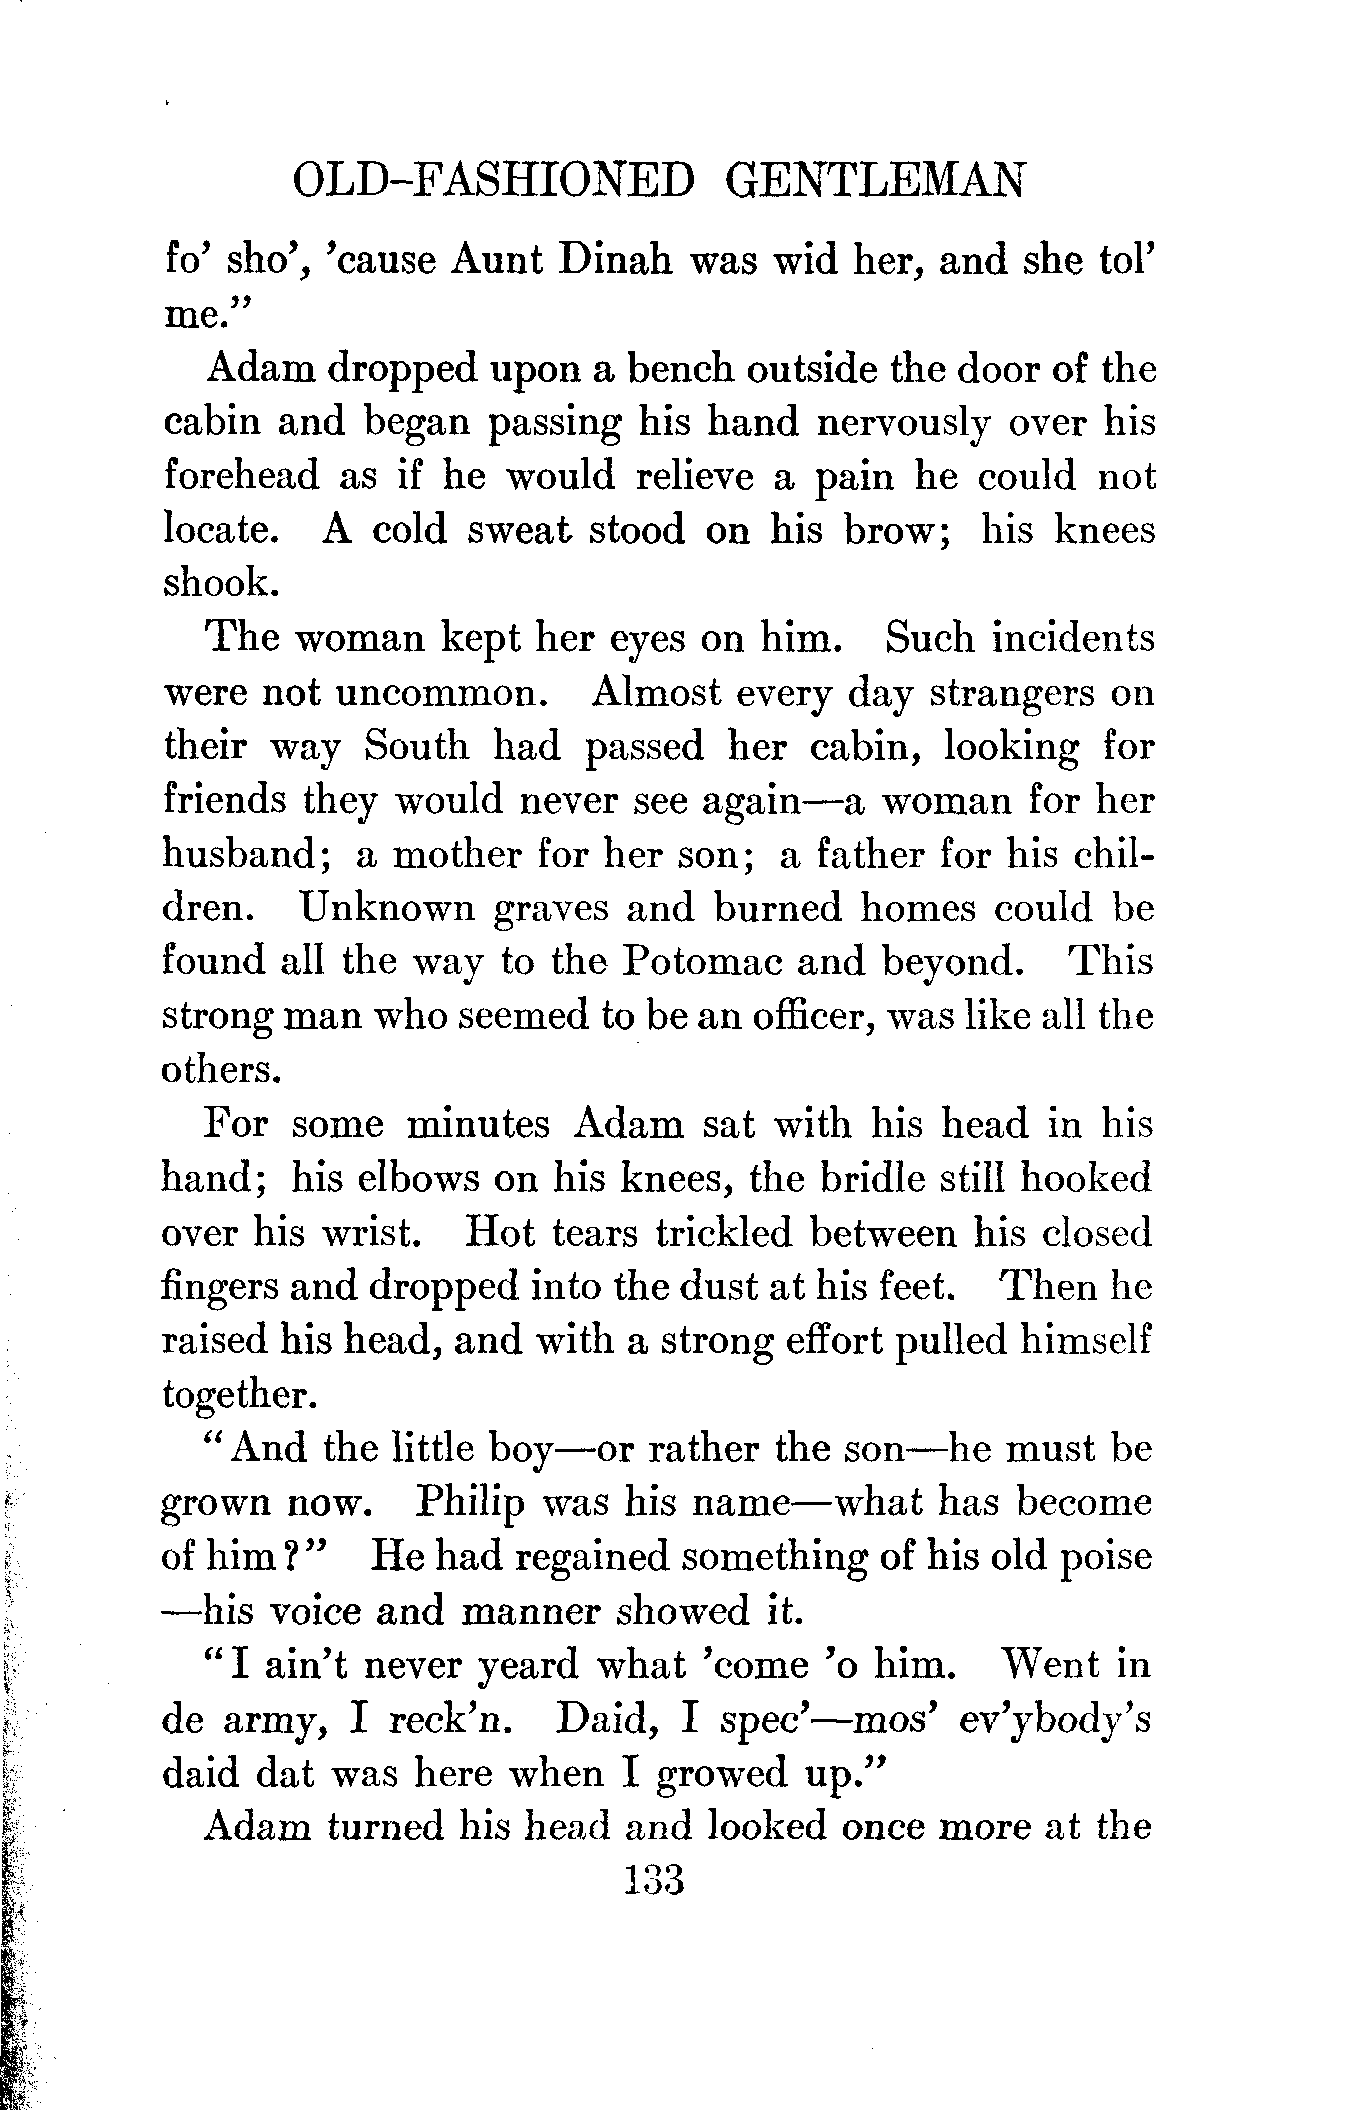 OLD-FASHIONED GENTLEMAN
fo' sho', 'cause Aunt Dinah was wid her, and she tol'
me."
Adam dropped upon a bench outside the door of the
cabin and began passing his hand nervously over his
forehead as if he would relieve a pain he could not
locate. A cold sweat stood on his brow; his knees
shook.
The woman kept her eyes on him. Such incidents
were not uncommon. Almost every day strangers on
their way South had passed her cabin, looking for
friends they would never see again—a woman for her
husband; a mother for her son; a father for his chil-
dren. Unknown graves and burned homes could be
found all the way to the Potomac and beyond. This
strong man who seemed to be an officer, was like all the
others.
For some minutes Adam sat with his head in his
hand; his elbows on his knees, the bridle still hooked
over his wrist. Hot tears trickled between his closed
fingers and dropped into the dust at his feet. Then he
raised his head, and with a strong effort pulled himself
together.
"And the little boy—or rather the son—he must be
grown now. Philip was his name—what has become
of him?" He had regained something of his old poise
—his voice and manner showed it.
"I ain't never yeard what 'come 'o him. Went in
de army, I reck'n. Daid, I spec'—mos' ev'ybody's
daid dat was here when I growed up."
Adam turned his head and looked once more at the
133